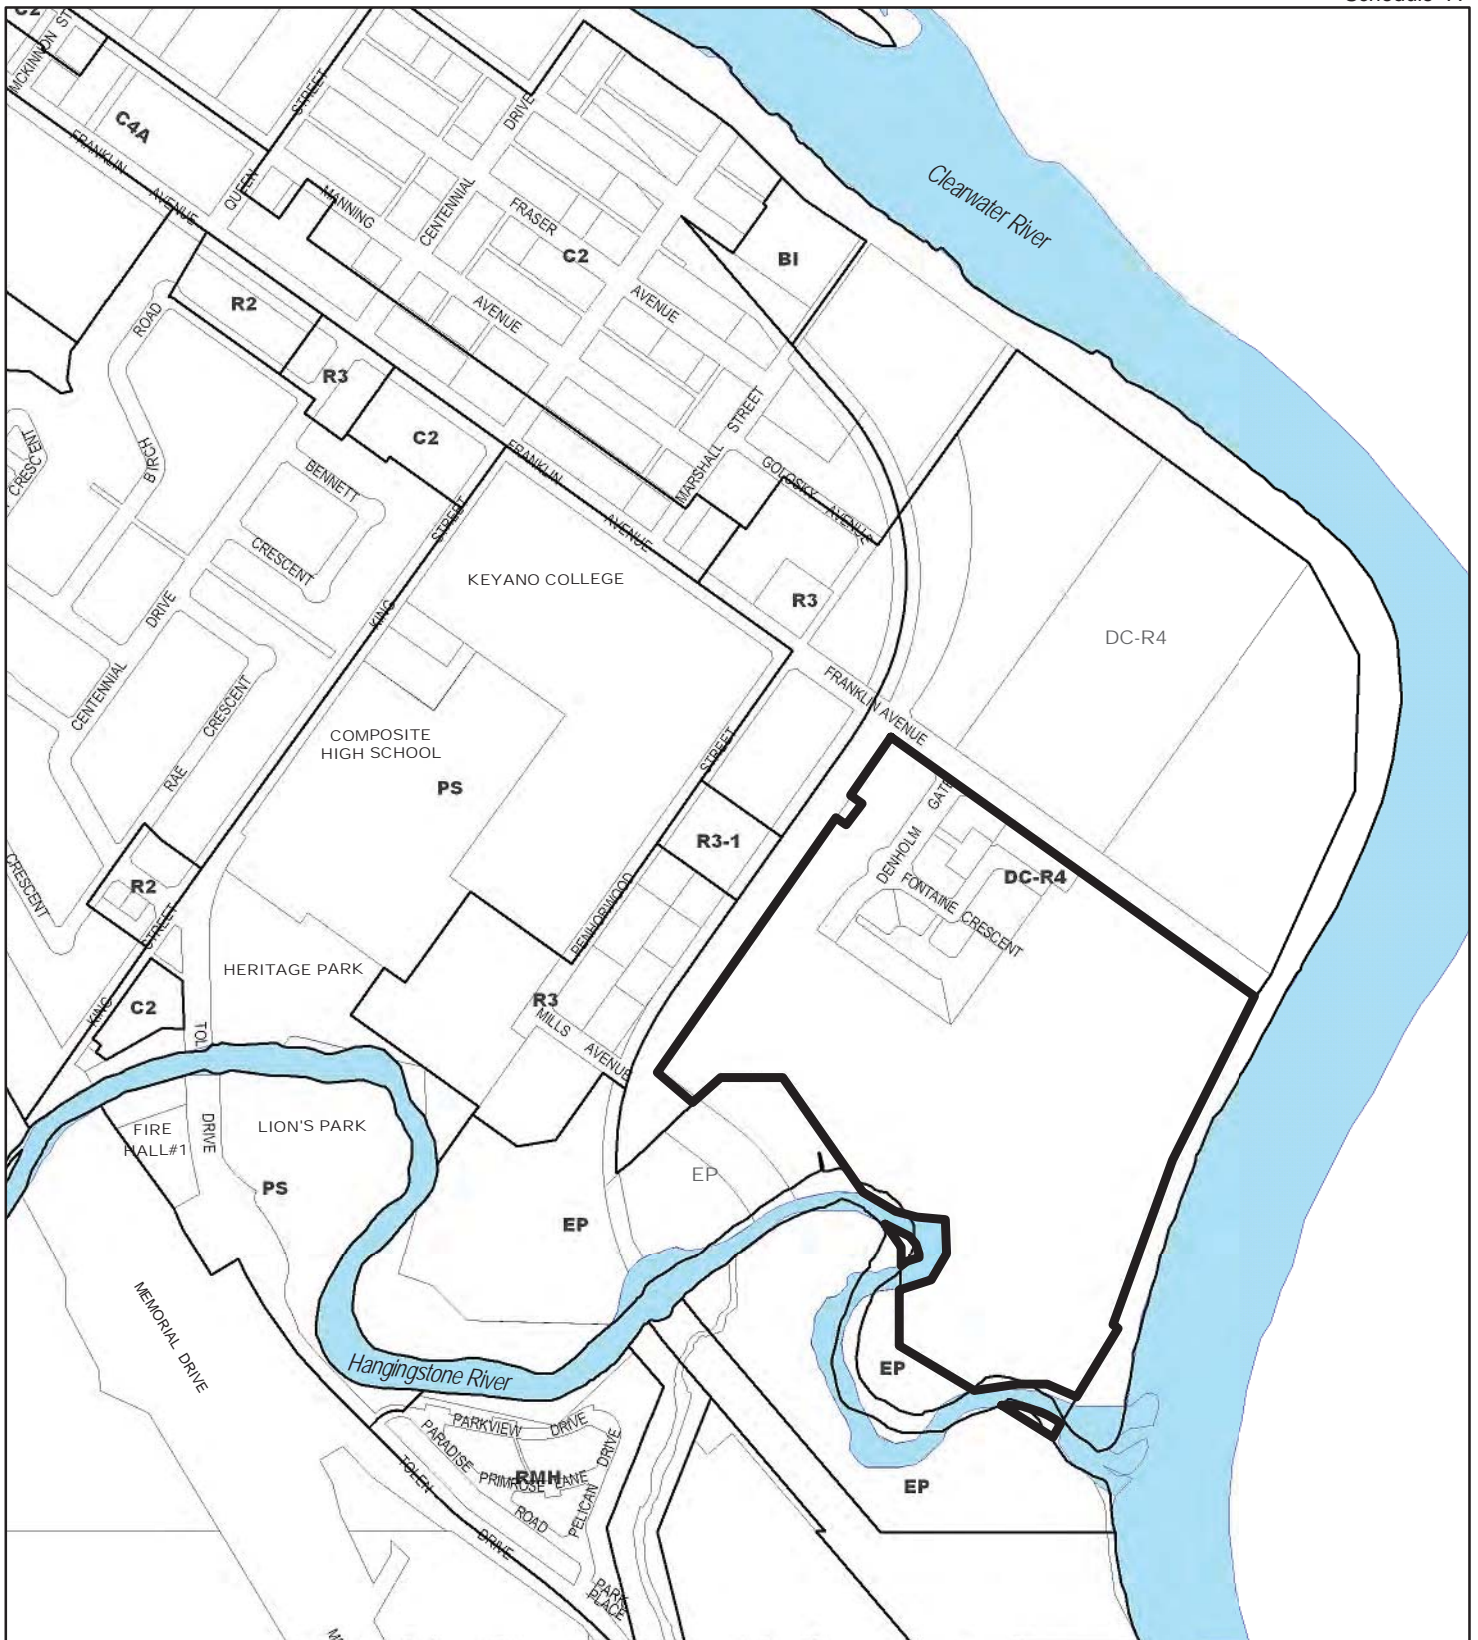 C2
MCKINNON ST
C4A
FRANKLIN
AVENUE
STREET
QUEEN
DRIVE
CENTENNIAL
MANNING
AVENUE
FRASER
AVENUE
C2
BI
Clearwater River
R2
R3
C2
ROAD
BIRCH
CRESCENT
BENNETT
CRESCENT
STREET
KING
FRANKLIN
AVENUE
MARSHALL
STREET
GOLOSKY
AVENUE
KEYANO COLLEGE
R3
DC-R4
DRIVE
CENTENNIAL
CRESCENT
RAE
COMPOSITE
HIGH SCHOOL
PS
STREET
FRANKLIN AVENUE
R3-1
DENHOLM
GATE
DC-R4
FONTAINE
CRESCENT
PENHORWOOD
CRESCENT
R2
STREET
KING
C2
HERITAGE PARK
R3
MILLS
AVENUE
TOL
DRIVE
FIRE
HALL#1
LION'S PARK
PS
EP
EP
MEMORIAL DRIVE
Hangingstone River
EP
EP
PARKVIEW
DRIVE
PARADISE
ROAD
PRIMROSE LANE
RMH
DRIVE
PELICAN
TOLEN
DRIVE
PARK
PLACE